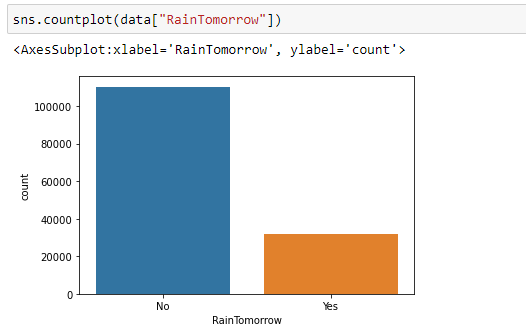 sns.countplot(data["RainTomorrow"])
<AxesSubplot:xlabel='RainTomorrow', ylabel='count'>
100000
80000
60000
40000
20000
0
count
No Yes
RainTomorrow